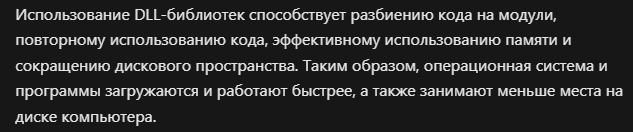 Использование DLL-библиотек способствует разбиению кода на модули,
повторному использованию кода, эффективному использованию памяти и
сокращению дискового пространства. Таким образом, операционная система и
программы загружаются и работают быстрее, а также занимают меньше места на
диске компьютера.